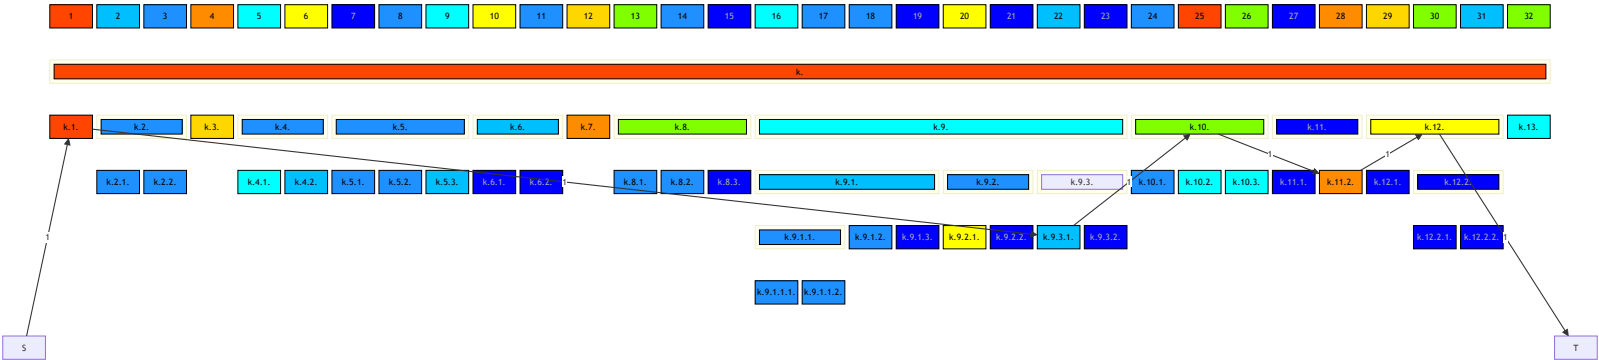 1 2 3 4 5 6 7 8 9 10 11 12 13 14 15 16 17 18 19 20 21 22 23 24 25 26 27 28 29 30 31 32
k.
k.1. k.2. k.3. k.4. k.5. k.6. k.7. k.8. k.9. k.10. k.11. k.12. k.13.
1 1
k.2.1. k.2.2. k.4.1. k.4.2. k.5.1. k.5.2. k.5.3. k.6.1. k.6.2. 1 k.8.1. k.8.2. k.8.3. k.9.1. k.9.2. k.9.3. 1 k.10.1. k.10.2. k.10.3. k.11.1. k.11.2. k.12.1. k.12.2.
1 k.9.1.1. k.9.1.2. k.9.1.3. k.9.2.1. k.9.2.2. k.9.3.1. k.9.3.2. k.12.2.1. k.12.2.2. 1
k.9.1.1.1. k.9.1.1.2.
S T